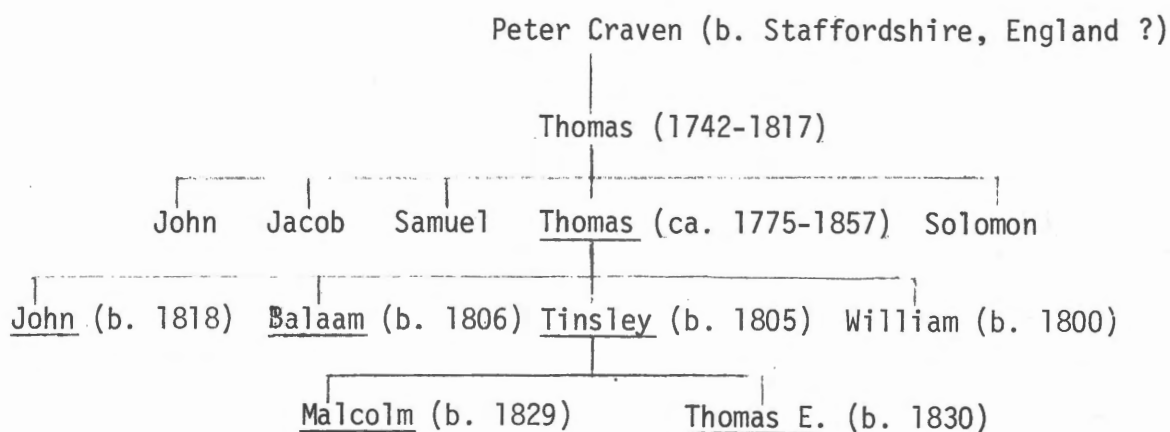 Peter Craven (b. Staffordshire, England ?)
Thomas (1742-1817)
John Jacob Samuel Thomas (ca. 1775-1857) Solomon
John (b. 1818) Balaam (b. 1806) Tinsley (b. 1805) William (b. 1800)
Malcolm (b. 1829) Thomas E. (b. 1830)